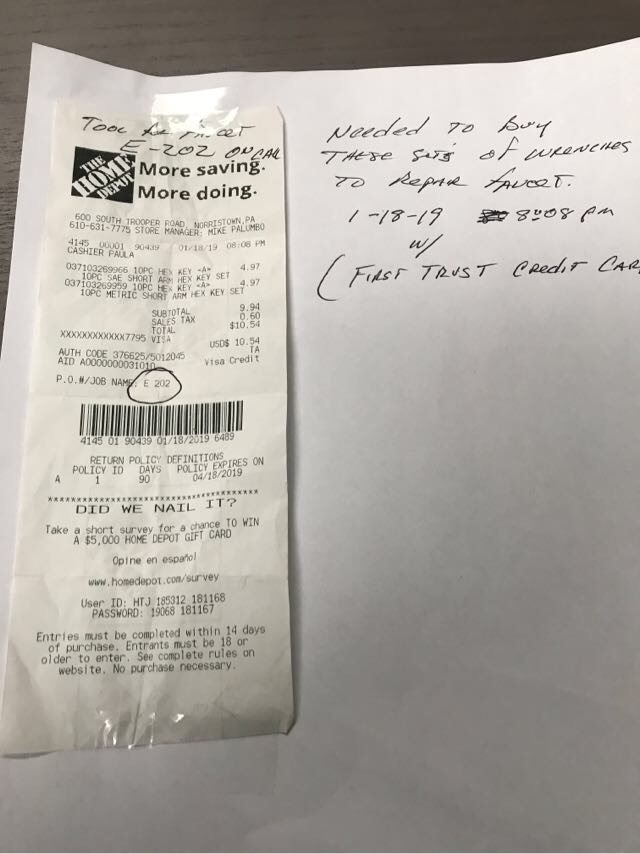 Tool for Faucet
E-202 ON CALL
THE HOME DEPOT
More saving.
More doing.
600 SOUTH TROOPER ROAD, NORRISTOWN,PA
610-631-7775 STORE MANAGER: MIKE PALUMBO
4145 00001 90439 01/18/19 08:08 PM
CASHIER PAULA
037103269966 10PC HEX KEY <A> 4.97
10PC SAE SHORT ARM HEX KEY SET
037103269959 10PC HEX KEY <A> 4.97
10PC METRIC SHORT ARM HEX KEY SET
SUBTOTAL 9.94
SALES TAX 0.60
TOTAL $10.54
XXXXXXXXXXXX7795 VISA
USD$ 10.54
AUTH CODE 376625/5012045 TA
AID A0000000031010 Visa Credit
P.O.#/JOB NAME: E 202
4145 01 90439 01/18/2019 6489
RETURN POLICY DEFINITIONS
POLICY ID DAYS POLICY EXPIRES ON
A 1 90 04/18/2019
DID WE NAIL IT?
Take a short survey for a chance TO WIN
A $5,000 HOME DEPOT GIFT CARD
Opine en español
www.homedepot.com/survey
User ID: HTJ 185312 181168
PASSWORD: 19068 181167
Entries must be completed within 14 days
of purchase. Entrants must be 18 or
older to enter. See complete rules on
website. No purchase necessary.
Needed to Buy
These sets of wrenches
to Repair faucet.
1-18-19 8:08 pm
w/
(First Trust Credit Car